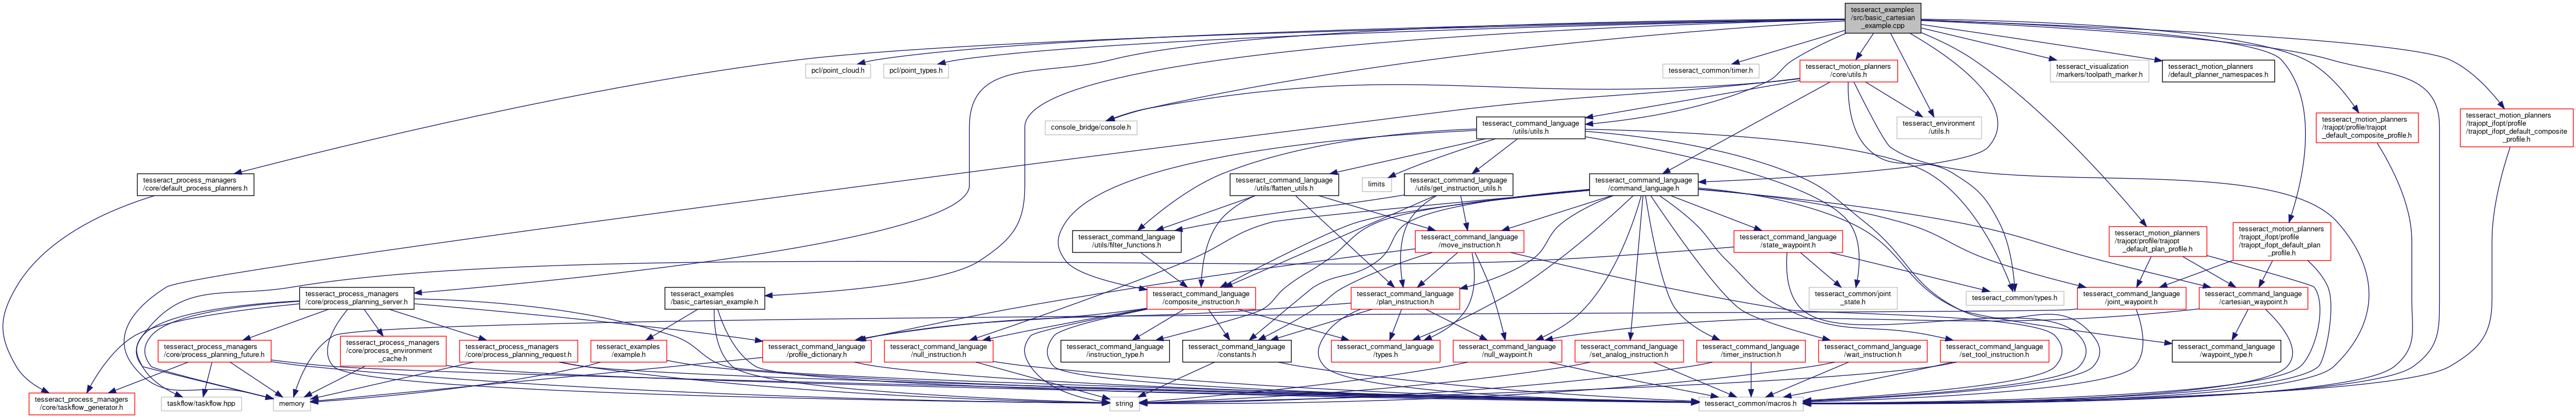 tesseract_examples
/src/basic_cartesian
_example.cpp
pcl/point_cloud.h
pcl/point_types.h
tesseract_common/timer.h
tesseract_motion_planners
/core/utils.h
tesseract_visualization
/markers/toolpath_marker.h
tesseract_motion_planners
/default_planner_namespaces.h
console_bridge/console.h
tesseract_command_language
/utils/utils.h
tesseract_environment
/utils.h
tesseract_motion_planners
/trajopt/profile/trajopt
_default_composite_profile.h
tesseract_motion_planners
/trajopt_ifopt/profile
/trajopt_ifopt_default_composite
_profile.h
tesseract_process_managers
/core/default_process_planners.h
tesseract_command_language
/utils/flatten_utils.h
limits
tesseract_command_language
/utils/get_instruction_utils.h
tesseract_command_language
/command_language.h
tesseract_command_language
/utils/filter_functions.h
tesseract_command_language
/move_instruction.h
tesseract_command_language
/state_waypoint.h
tesseract_motion_planners
/trajopt/profile/trajopt
_default_plan_profile.h
tesseract_motion_planners
/trajopt_ifopt/profile
/trajopt_ifopt_default_plan
_profile.h
tesseract_process_managers
/core/process_planning_server.h
tesseract_examples
/basic_cartesian_example.h
tesseract_command_language
/composite_instruction.h
tesseract_command_language
/plan_instruction.h
tesseract_common/joint
_state.h
tesseract_common/types.h
tesseract_command_language
/joint_waypoint.h
tesseract_command_language
/cartesian_waypoint.h
tesseract_process_managers
/core/process_planning_future.h
tesseract_process_managers
/core/process_environment
_cache.h
tesseract_process_managers
/core/process_planning_request.h
tesseract_examples
/example.h
tesseract_command_language
/profile_dictionary.h
tesseract_command_language
/null_instruction.h
tesseract_command_language
/instruction_type.h
tesseract_command_language
/constants.h
tesseract_command_language
/types.h
tesseract_command_language
/null_waypoint.h
tesseract_command_language
/set_analog_instruction.h
tesseract_command_language
/timer_instruction.h
tesseract_command_language
/wait_instruction.h
tesseract_command_language
/set_tool_instruction.h
tesseract_command_language
/waypoint_type.h
tesseract_process_managers
/core/taskflow_generator.h
taskflow/taskflow.hpp
memory
string
tesseract_common/macros.h